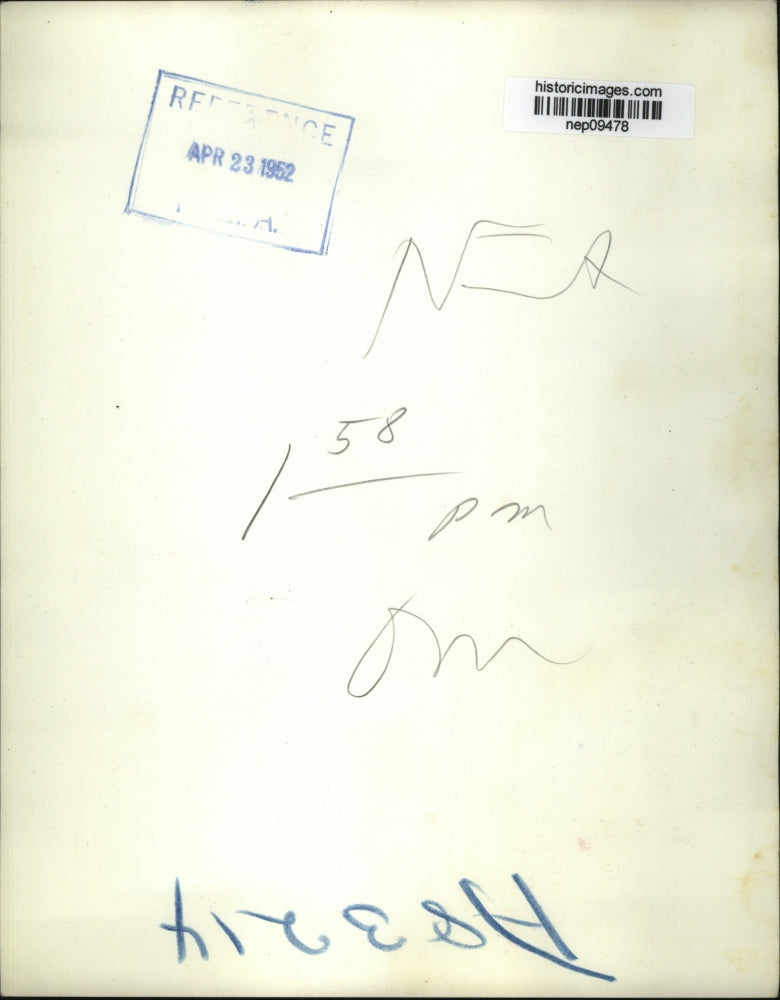 REFERENCE
APR 23 1952
historicimages.com
nep09478
NEA
1 58
pm